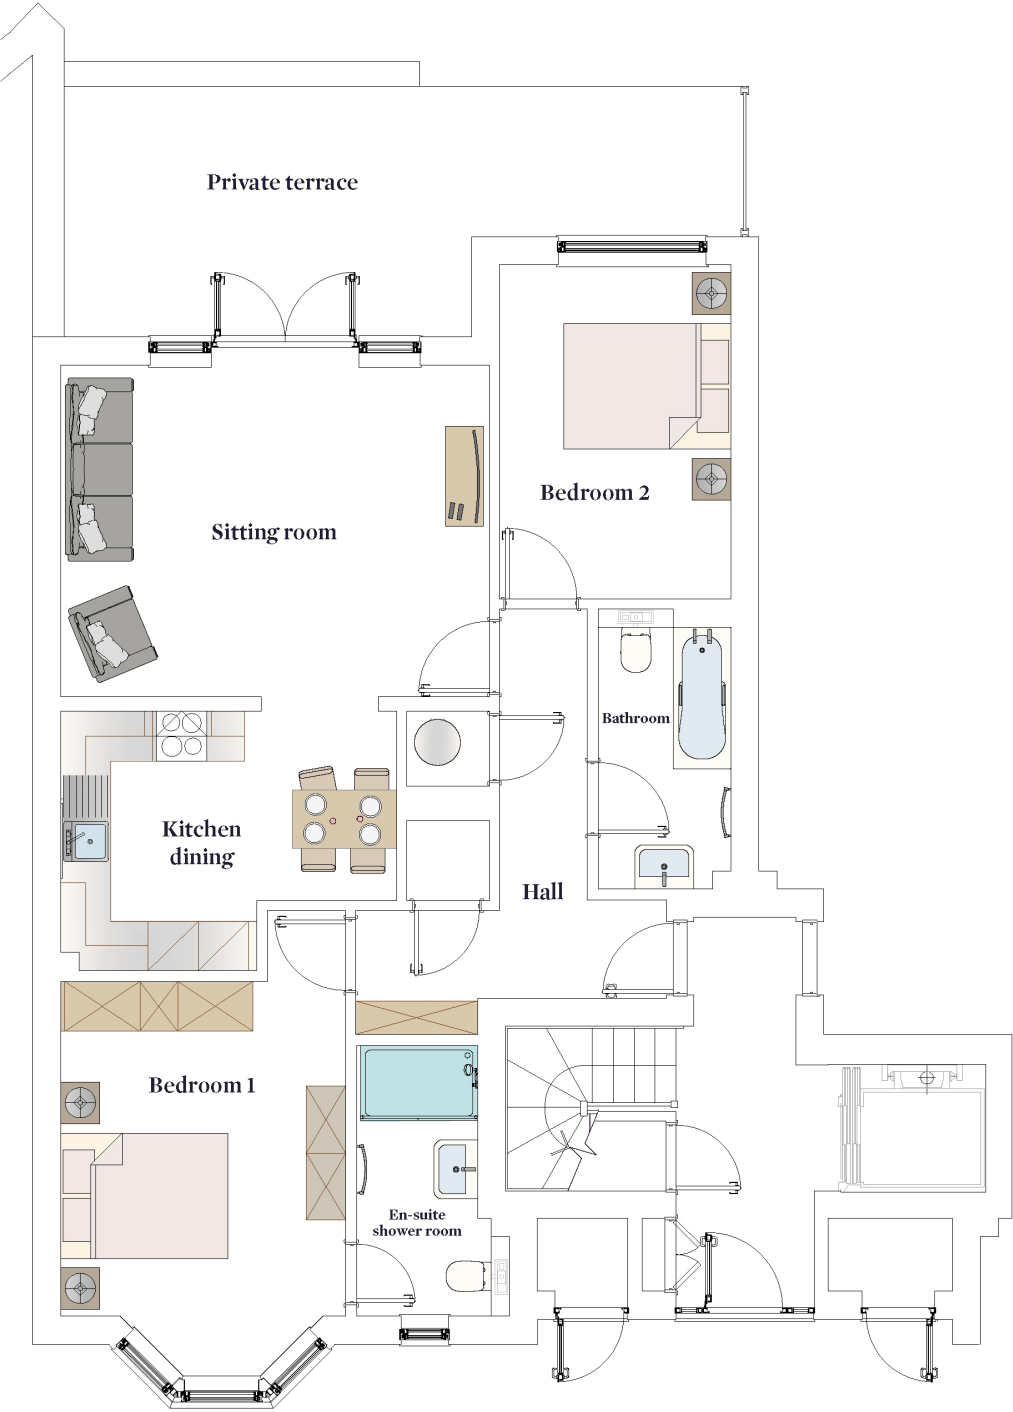 Private terrace
Bedroom 2
Sitting room
Bathroom
Kitchen
dining
Hall
Bedroom 1
En-suite
shower room